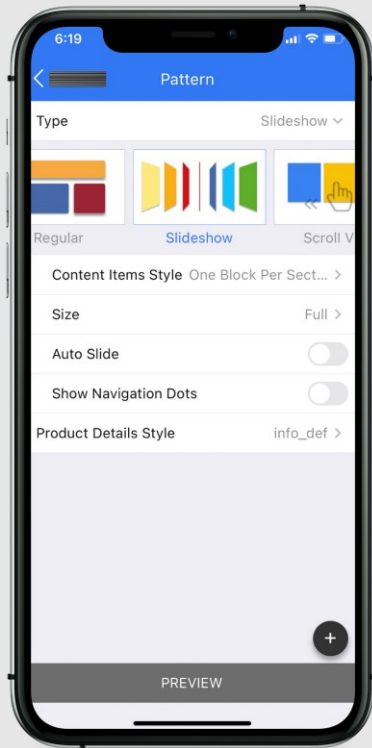 6:19
Pattern
Type Slideshow
Regular Slideshow Scroll V
Content Items Style One Block Per Sect...
Size Full
Auto Slide
Show Navigation Dots
Product Details Style info_def
+
PREVIEW